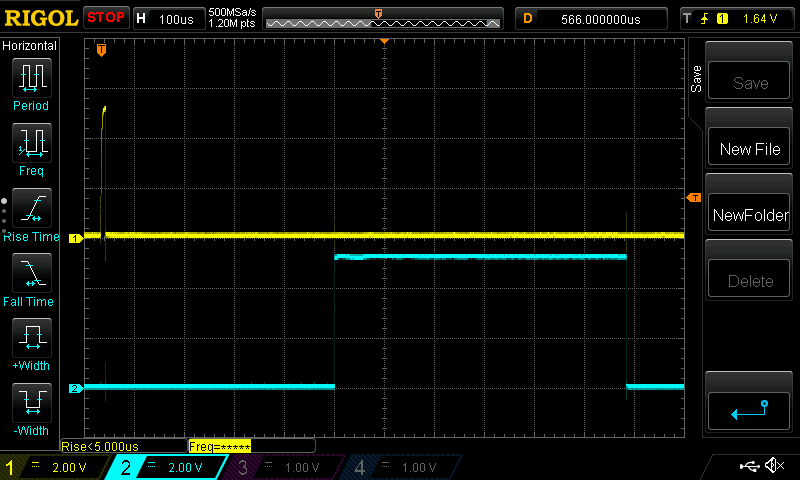 RIGOL STOP H 100us 500MSa/s D 566.000000us T 1 1.64 V
1.20M pts
Horizontal
T
Save
Save
Period
New File
Freq
T
NewFolder
Rise Time
1
Delete
Fall Time
+Width
2
-Width
Rise<5.000us Freq=*****
1 = 2.00 V 2 = 2.00 V 3 = 1.00 V 4 = 1.00 V